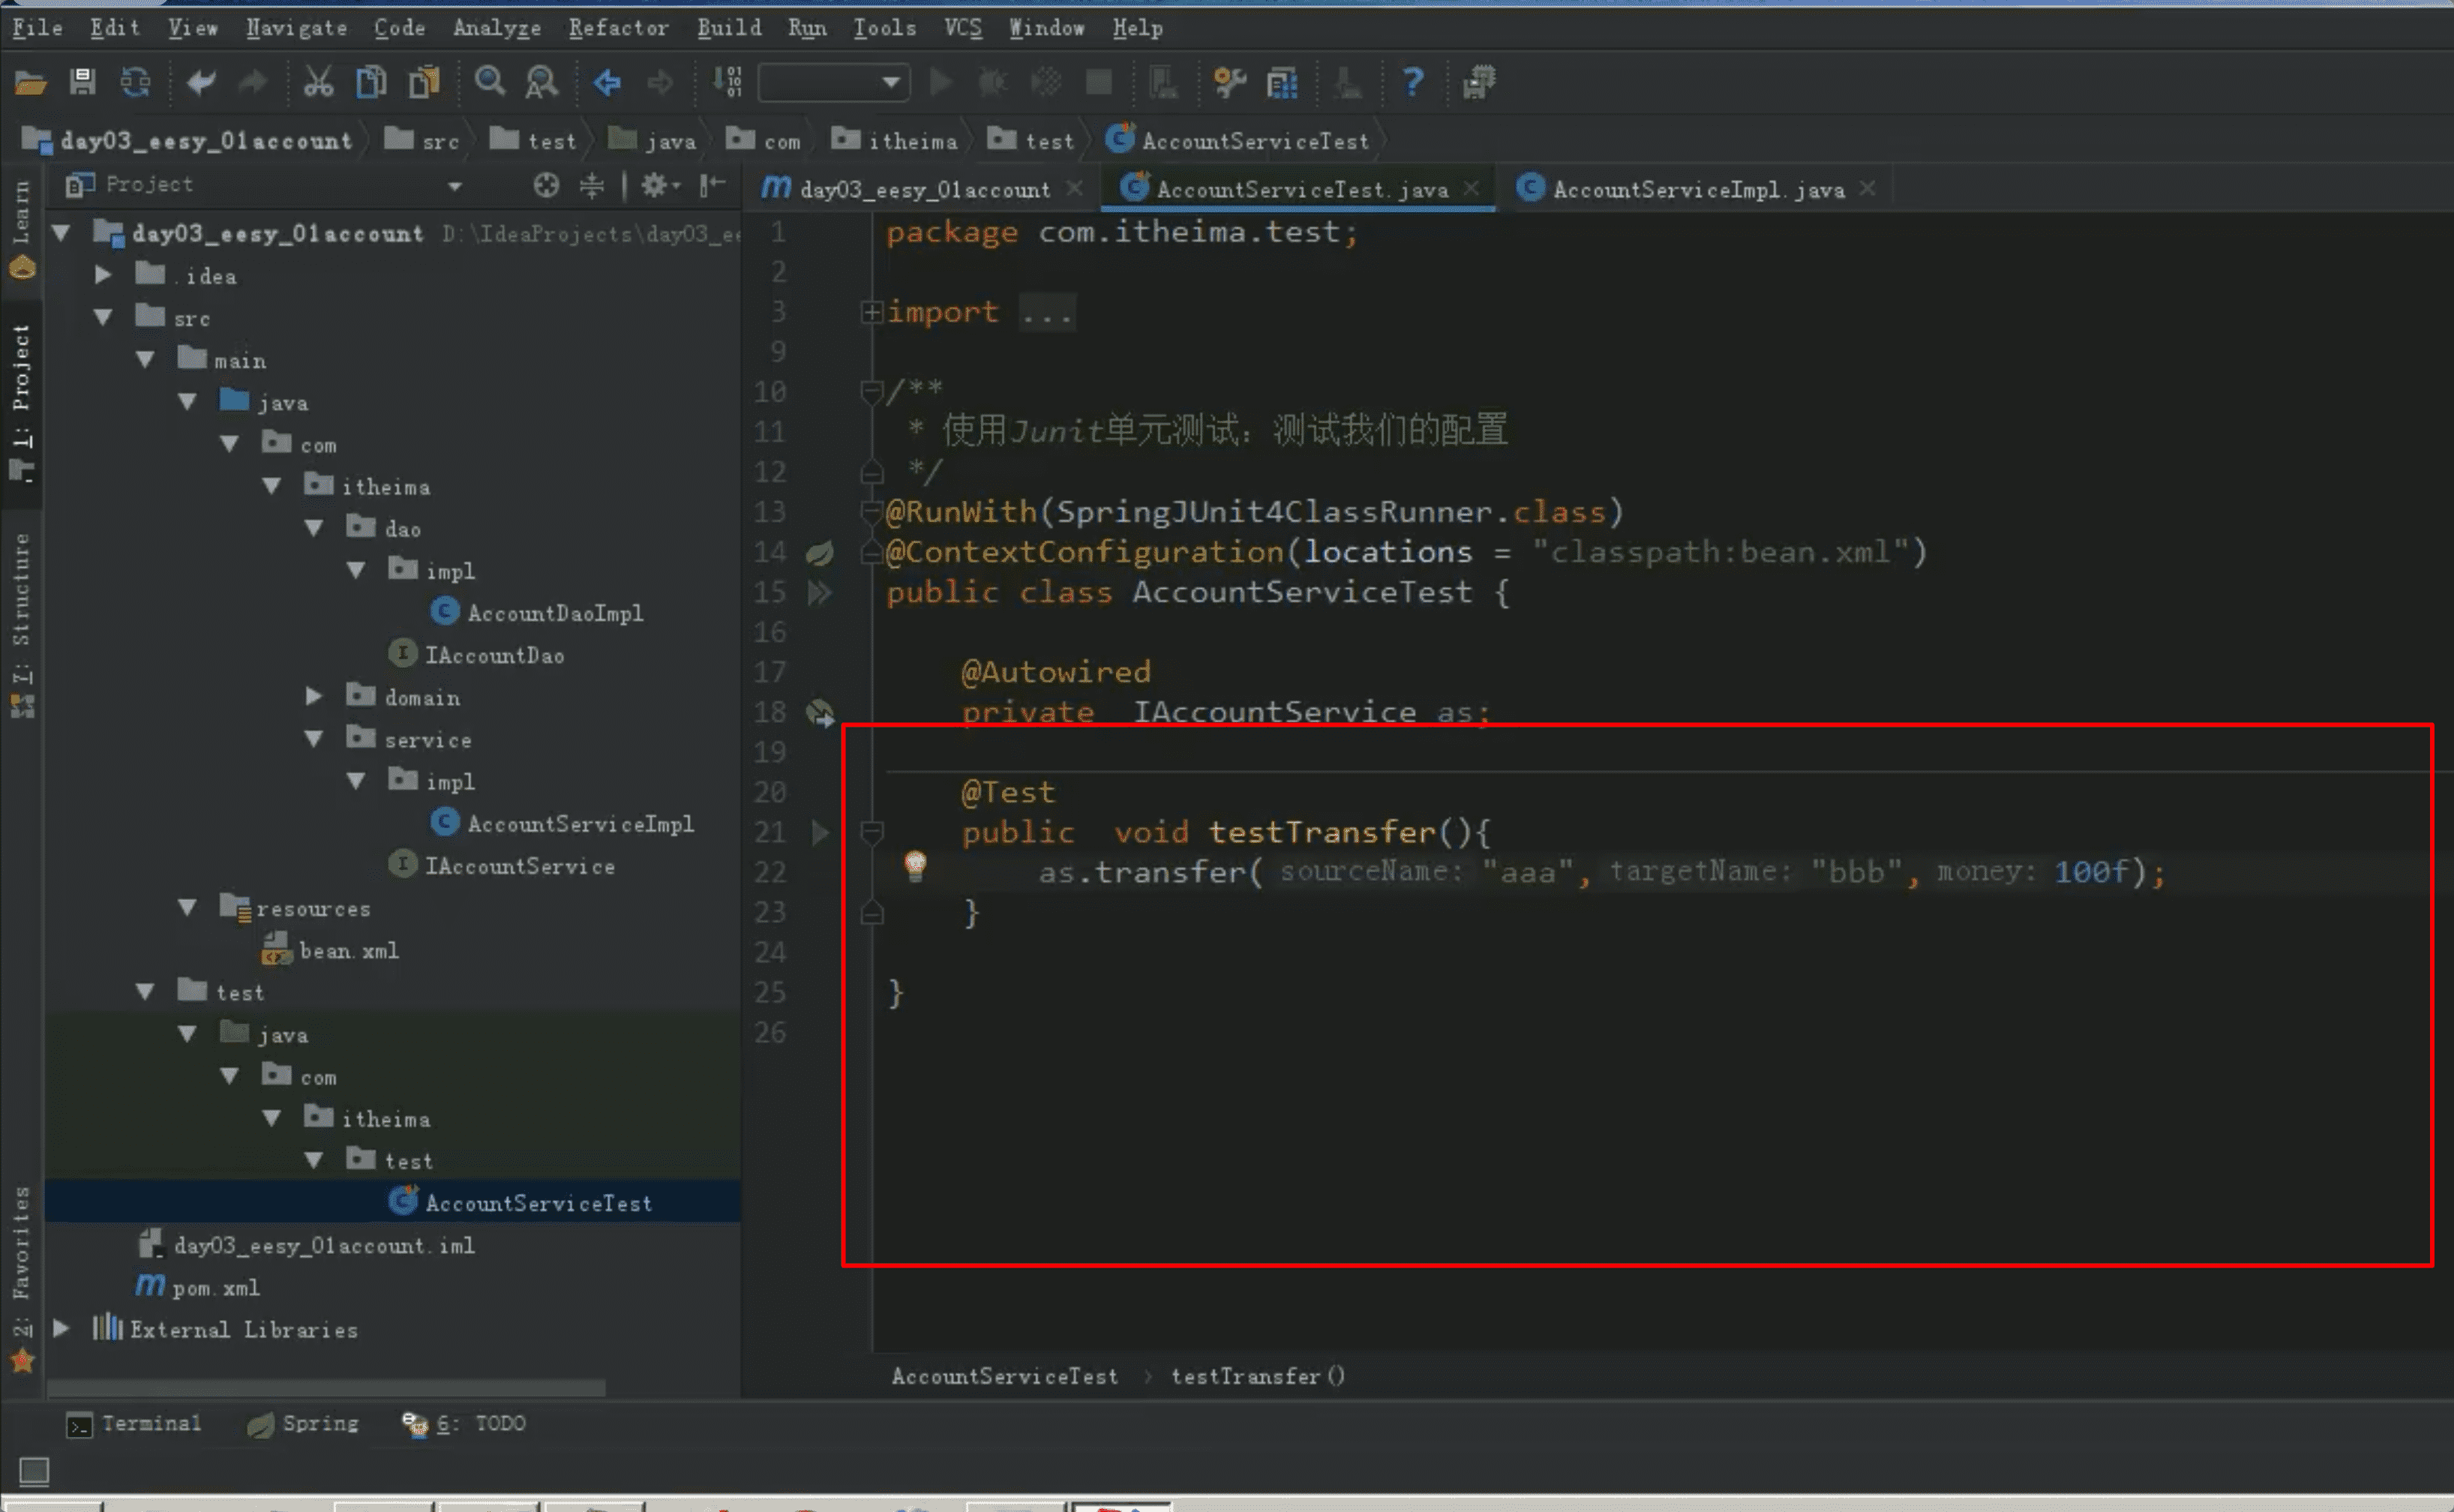 File Edit View Navigate Code Analyze Refactor Build Run Tools VCS Window Help
day03_eesy_01account src test java com itheima test AccountServiceTest
Project
day03_eesy_01account AccountServiceTest.java AccountServiceImpl.java
Learn
1: Project
7: Structure
2: Favorites
day03_eesy_01account D:\IdeaProjects\day03_ee
.idea
src
main
java
com
itheima
dao
impl
AccountDaoImpl
IAccountDao
domain
service
impl
AccountServiceImpl
IAccountService
resources
bean.xml
test
java
com
itheima
test
AccountServiceTest
day03_eesy_01account.iml
pom.xml
External Libraries
1 package com.itheima.test;
2
3 import ...
9
10 /**
11 * 使用Junit单元测试：测试我们的配置
12 */
13 @RunWith(SpringJUnit4ClassRunner.class)
14 @ContextConfiguration(locations = "classpath:bean.xml")
15 public class AccountServiceTest {
16
17 @Autowired
18 private IAccountService as;
19
20 @Test
21 public void testTransfer(){
22 as.transfer( sourceName: "aaa", targetName: "bbb", money: 100f);
23 }
24
25 }
26
AccountServiceTest > testTransfer()
Terminal Spring 6: TODO